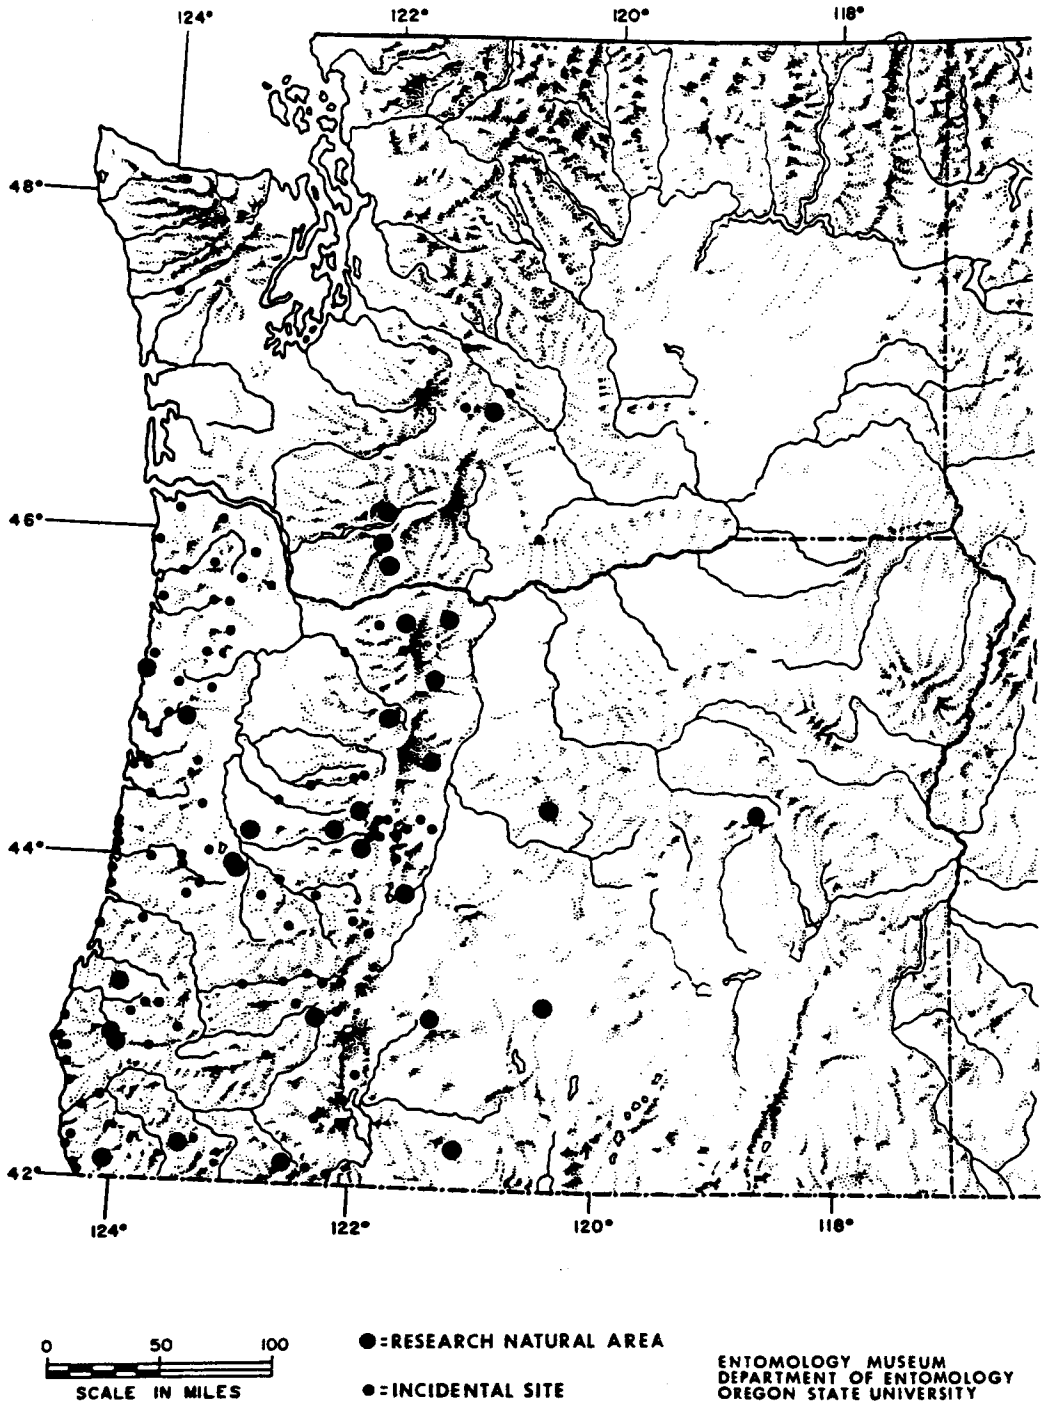 124° 122° 120° 118°
48°
46°
44°
42°
124° 122° 120° 118°
0 50 100
SCALE IN MILES
●=RESEARCH NATURAL AREA
●=INCIDENTAL SITE
ENTOMOLOGY MUSEUM
DEPARTMENT OF ENTOMOLOGY
OREGON STATE UNIVERSITY